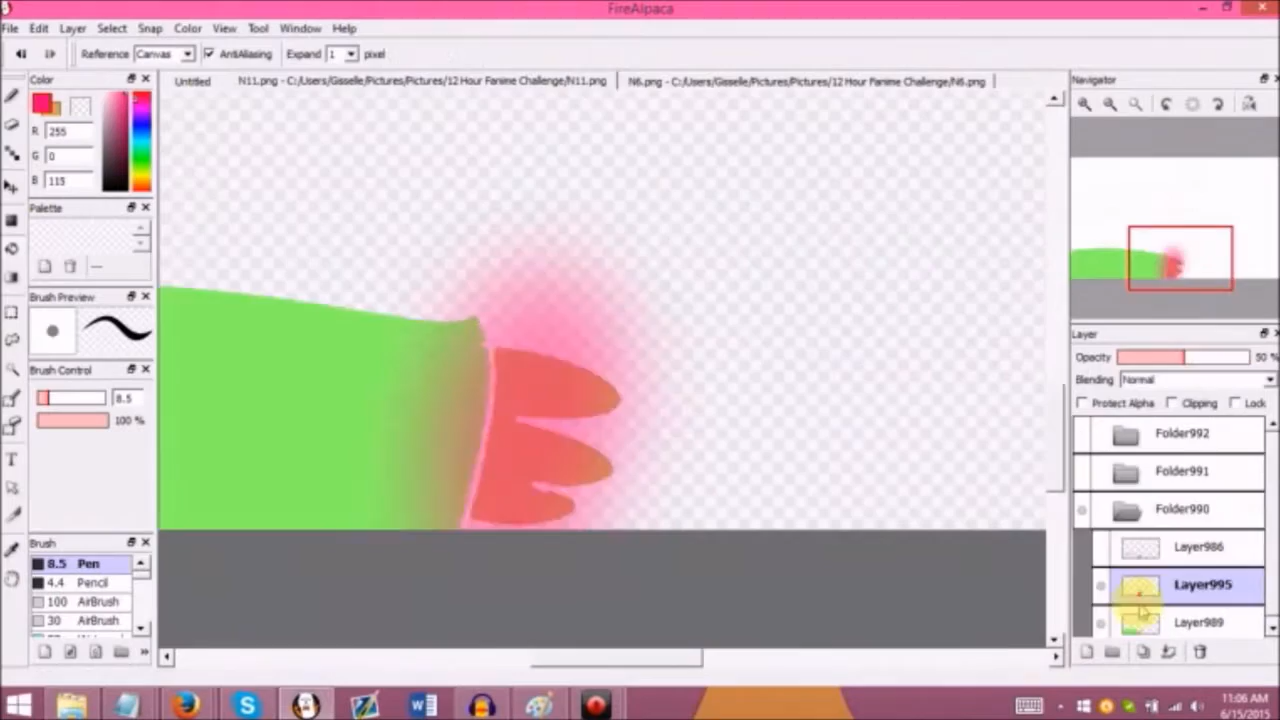 FireAlpaca
File Edit Layer Select Snap Color View Tool Window Help
Reference Canvas AntiAliasing Expand 1 pixel
Color
Untitled N11.png - C:/Users/Gisselle/Pictures/Pictures/12 Hour Fanime Challenge/N11.png N6.png - C:/Users/Gisselle/Pictures/Pictures/12 Hour Fanime Challenge/N6.png
Navigator
R 255
G 0
B 115
Palette
Brush Preview
Brush Control
8.5
100 %
Brush
8.5 Pen
4.4 Pencil
100 AirBrush
30 AirBrush
Layer
Opacity 50 %
Blending Normal
Protect Alpha Clipping Lock
Folder992
Folder991
Folder990
Layer986
Layer995
Layer989
11:06 AM
6/15/2015